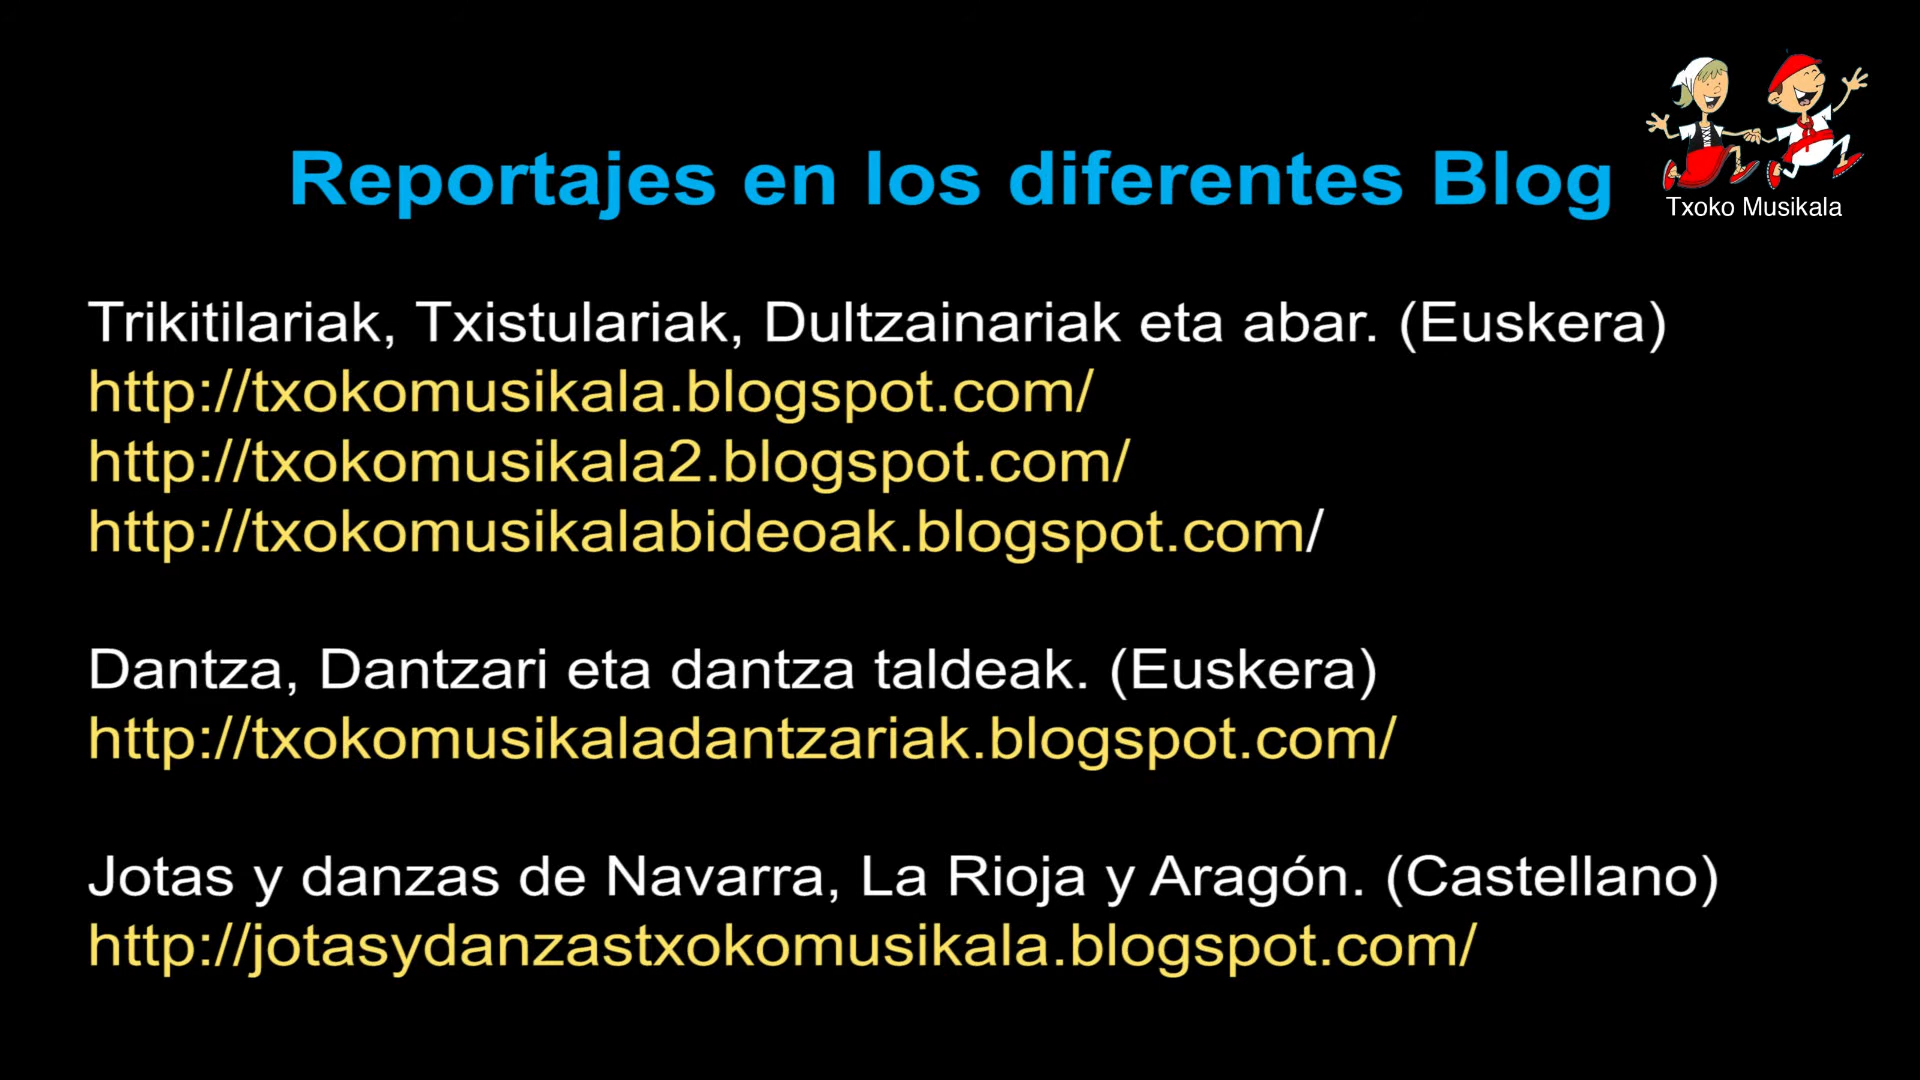 Reportajes en los diferentes Blog
Txoko Musikala
Trikitilariak, Txistulariak, Dultzainariak eta abar. (Euskera)
http://txokomusikala.blogspot.com/
http://txokomusikala2.blogspot.com/
http://txokomusikalabideoak.blogspot.com/
Dantza, Dantzari eta dantza taldeak. (Euskera)
http://txokomusikaladantzariak.blogspot.com/
Jotas y danzas de Navarra, La Rioja y Aragón. (Castellano)
http://jotasydanzastxokomusikala.blogspot.com/